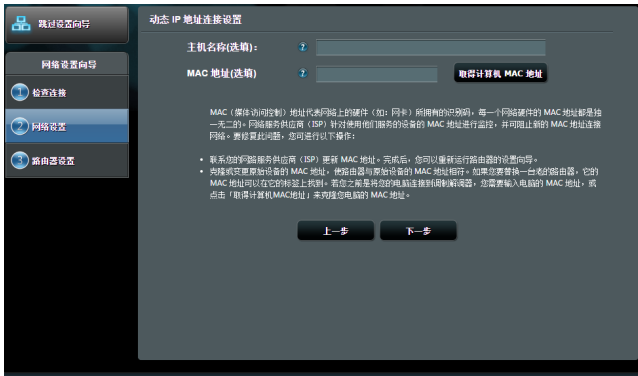 跳过设置向导
网络设置向导
1 检查连接
2 网络设置
3 路由器设置
动态 IP 地址连接设置
主机名称(选填):
MAC 地址(选填)
取得计算机 MAC 地址
MAC（媒体访问控制）地址代表网络上的硬件（如：网卡）所拥有的识别码，每一个网络硬件的 MAC 地址都是独
一无二的。网络服务供应商（ISP）针对使用他们服务的设备的 MAC 地址进行监控，并可阻止新的 MAC 地址连接
网络。要修复此问题，您可进行以下操作：
• 联系您的网路服务供应商（ISP）更新 MAC 地址。完成后，您可以重新运行路由器的设置向导。
• 克隆或变更原始设备的 MAC 地址，使路由器与原始设备的 MAC 地址相符。如果您要替换一台老的路由器，它的
MAC 地址可以在它的标签上找到。若您之前是将您的电脑连接到调制解调器，您需要输入电脑的 MAC 地址，或
点击「取得计算机MAC地址」来克隆您电脑的 MAC 地址。
上一步 下一步